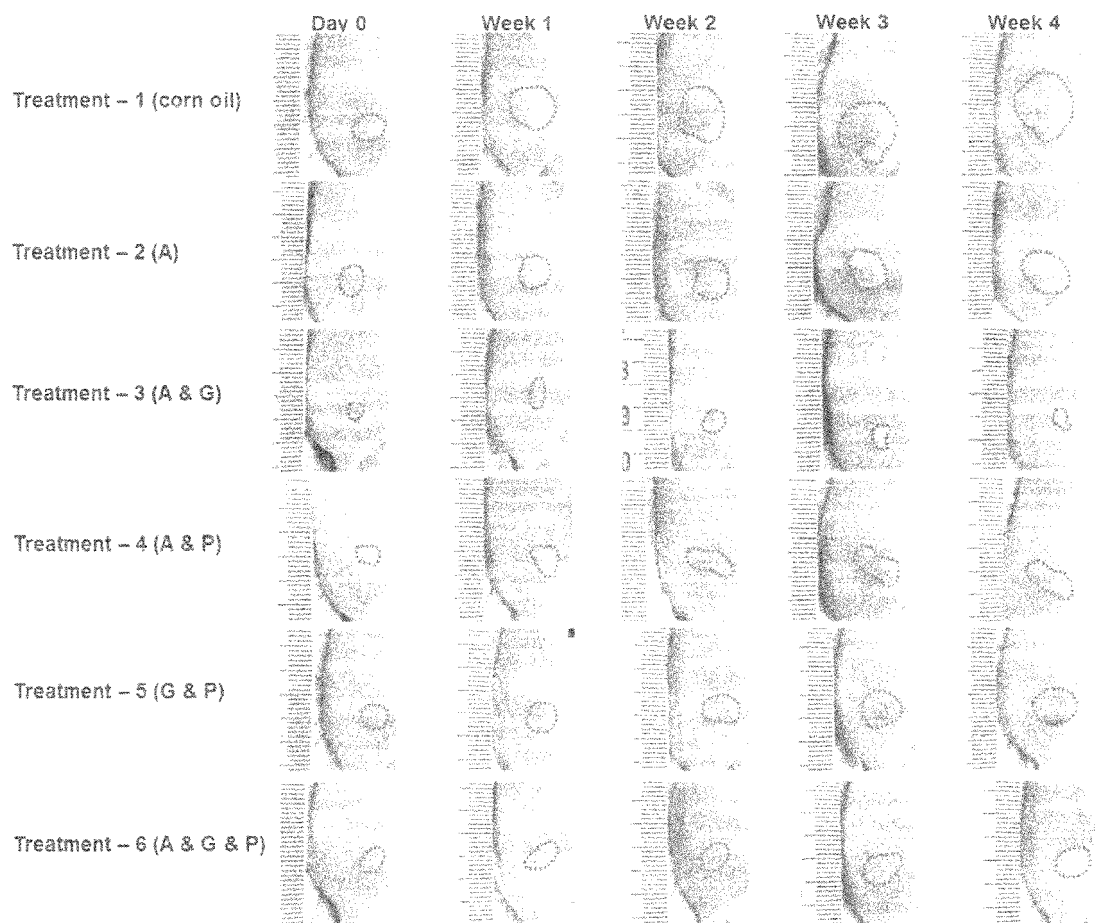 Day 0 Week 1 Week 2 Week 3 Week 4
Treatment – 1 (corn oil)
Treatment – 2 (A)
Treatment – 3 (A & G)
Treatment – 4 (A & P)
Treatment – 5 (G & P)
Treatment – 6 (A & G & P)